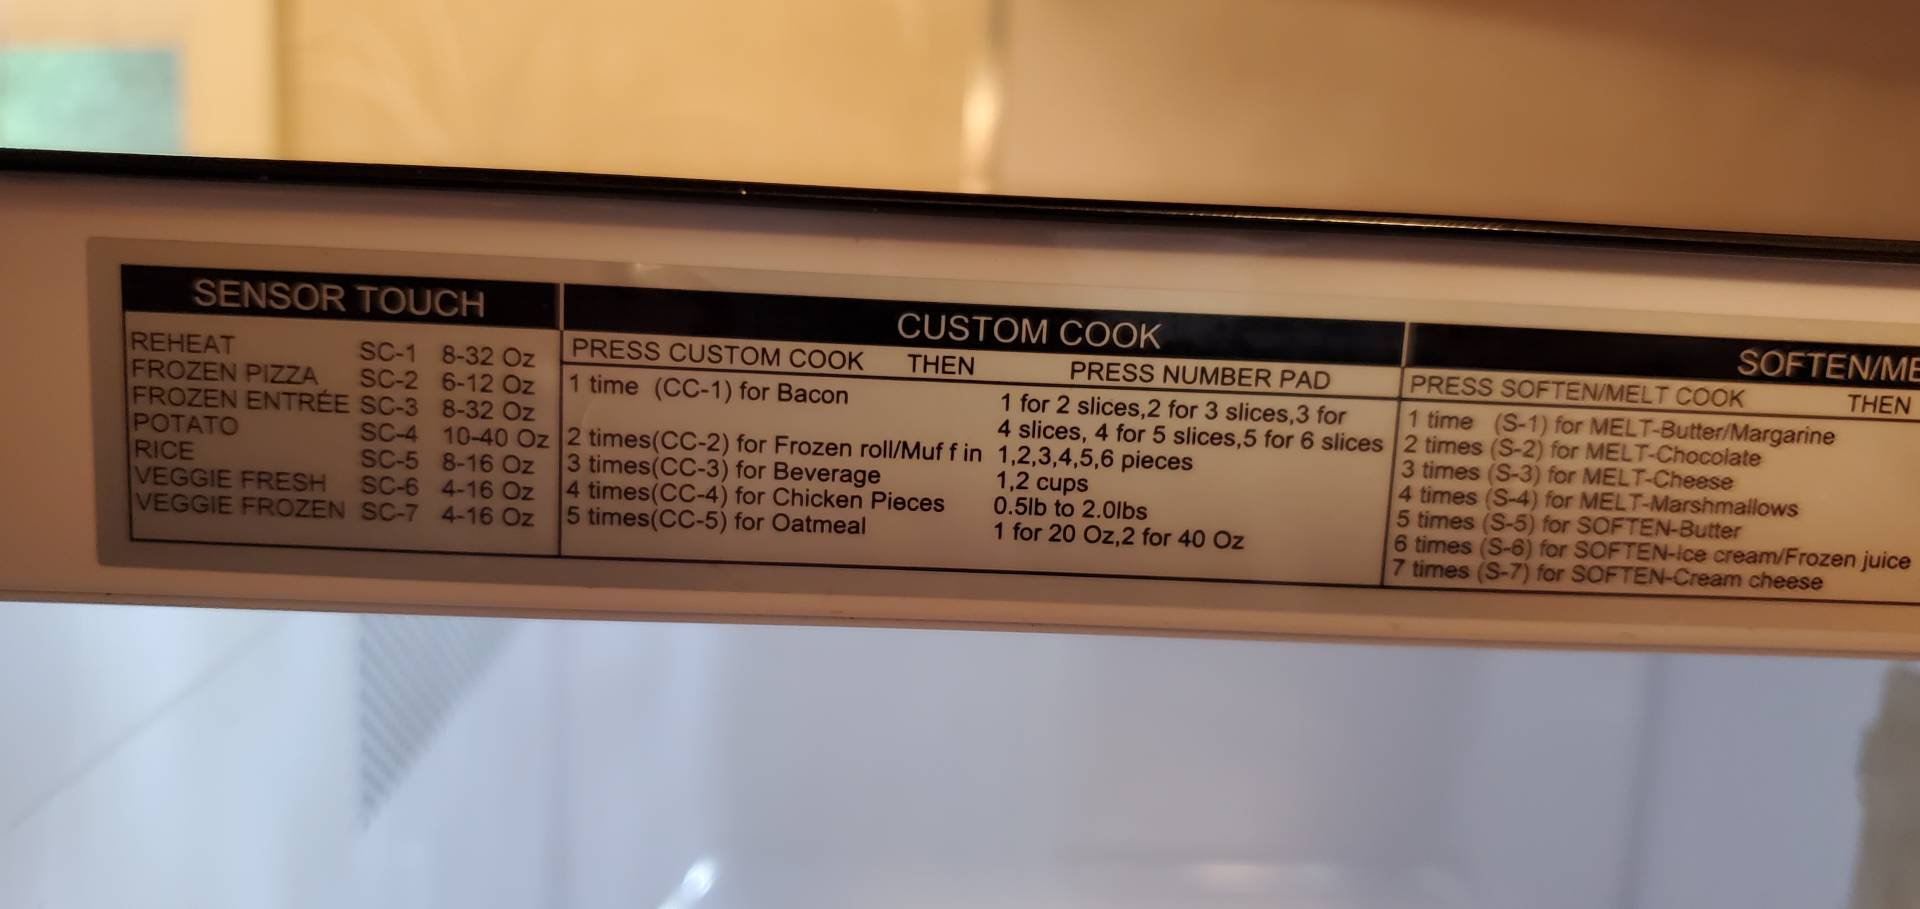 SENSOR TOUCH
REHEAT SC-1 8-32 Oz
FROZEN PIZZA SC-2 6-12 Oz
FROZEN ENTRÉE SC-3 8-32 Oz
POTATO SC-4 10-40 Oz
RICE SC-5 8-16 Oz
VEGGIE FRESH SC-6 4-16 Oz
VEGGIE FROZEN SC-7 4-16 Oz
CUSTOM COOK
PRESS CUSTOM COOK THEN PRESS NUMBER PAD
1 time (CC-1) for Bacon 1 for 2 slices,2 for 3 slices,3 for
4 slices, 4 for 5 slices,5 for 6 slices
2 times(CC-2) for Frozen roll/Muf f in 1,2,3,4,5,6 pieces
3 times(CC-3) for Beverage 1,2 cups
4 times(CC-4) for Chicken Pieces 0.5lb to 2.0lbs
5 times(CC-5) for Oatmeal 1 for 20 Oz,2 for 40 Oz
SOFTEN/ME
PRESS SOFTEN/MELT COOK THEN
1 time (S-1) for MELT-Butter/Margarine
2 times (S-2) for MELT-Chocolate
3 times (S-3) for MELT-Cheese
4 times (S-4) for MELT-Marshmallows
5 times (S-5) for SOFTEN-Butter
6 times (S-6) for SOFTEN-Ice cream/Frozen juice
7 times (S-7) for SOFTEN-Cream cheese